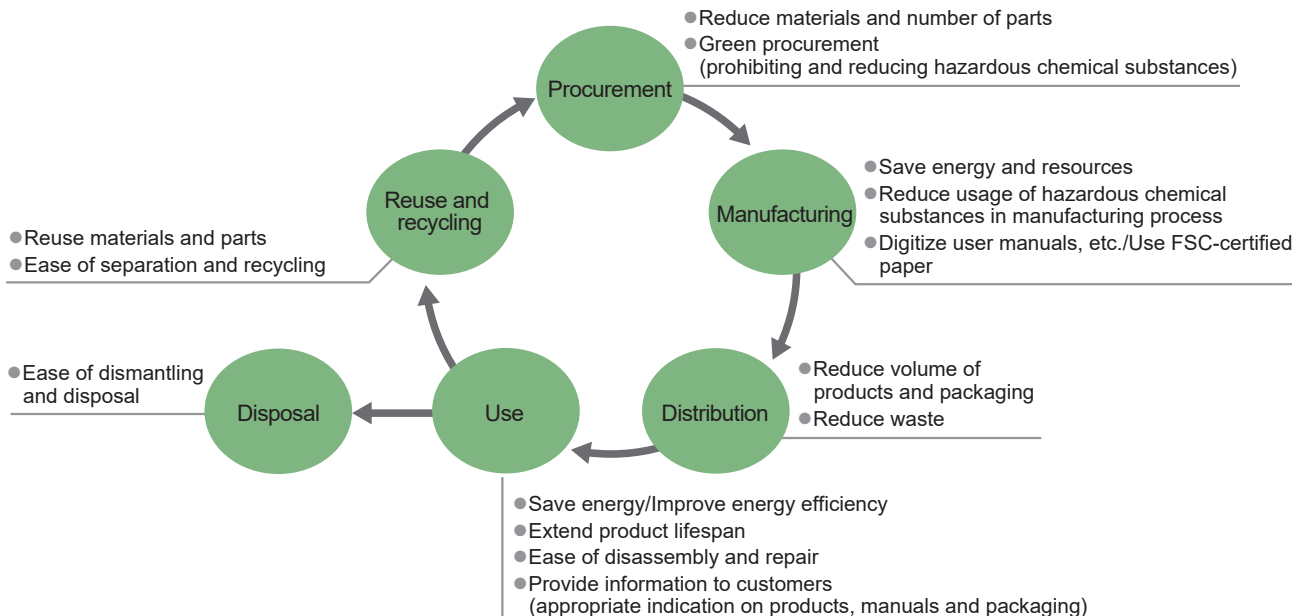 ●Reduce materials and number of parts
●Green procurement
(prohibiting and reducing hazardous chemical substances)
Procurement
●Save energy and resources
●Reduce usage of hazardous chemical
substances in manufacturing process
●Digitize user manuals, etc./Use FSC-certified
paper
Manufacturing
Reuse and
recycling
●Reuse materials and parts
●Ease of separation and recycling
●Reduce volume of
products and packaging
●Reduce waste
Distribution
Use
Disposal
●Ease of dismantling
and disposal
●Save energy/Improve energy efficiency
●Extend product lifespan
●Ease of disassembly and repair
●Provide information to customers
(appropriate indication on products, manuals and packaging)